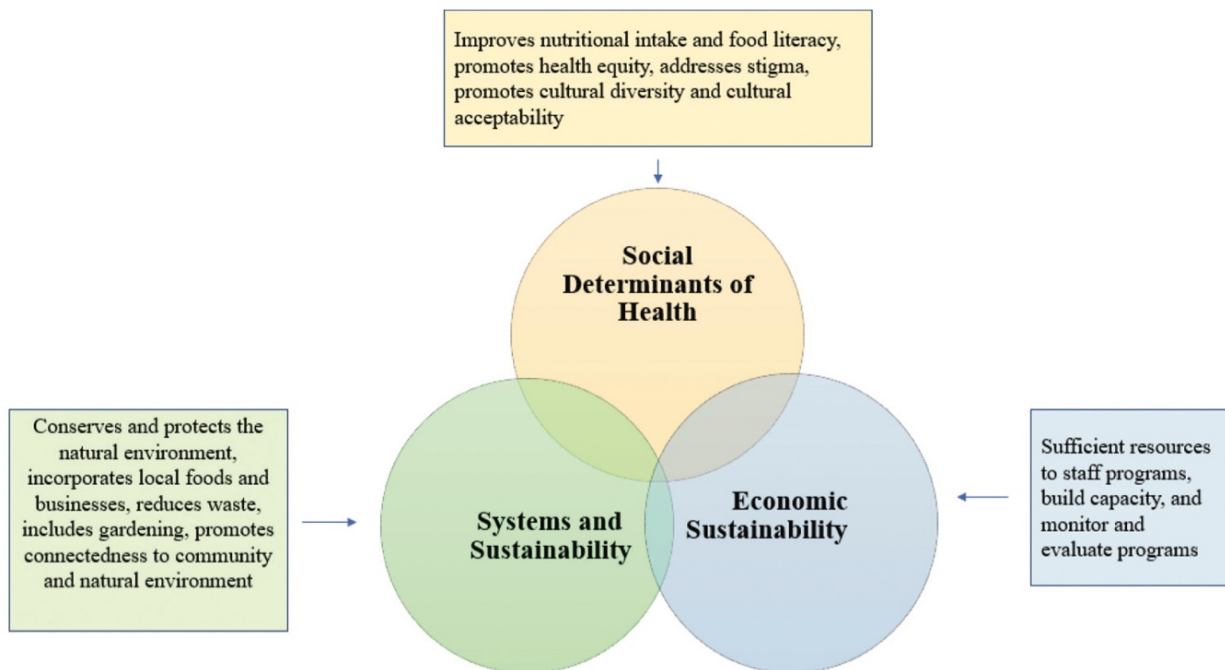 Improves nutritional intake and food literacy,
promotes health equity, addresses stigma,
promotes cultural diversity and cultural
acceptability
Social
Determinants of
Health
Conserves and protects the
natural environment,
incorporates local foods and
businesses, reduces waste,
includes gardening, promotes
connectedness to community
and natural environment
Systems and
Sustainability
Economic
Sustainability
Sufficient resources
to staff programs,
build capacity, and
monitor and
evaluate programs